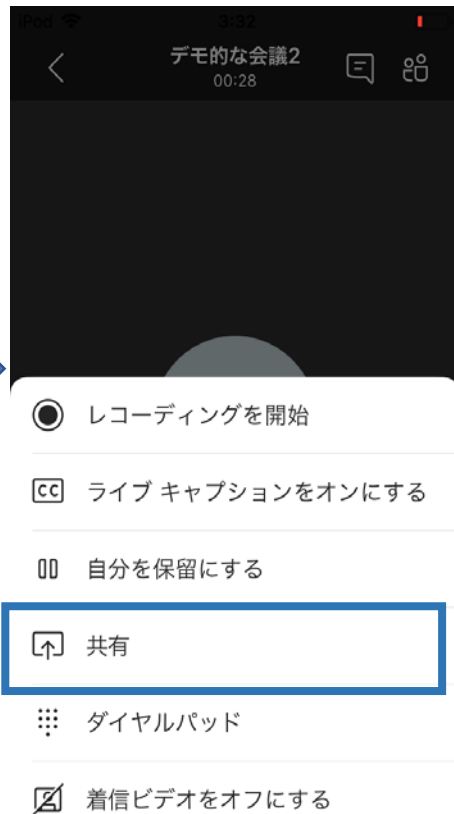 iPod 3:32
デモ的な会議2
00:28
レコーディングを開始
CC ライブ キャプションをオンにする
自分を保留にする
共有
ダイヤルパッド
着信ビデオをオフにする